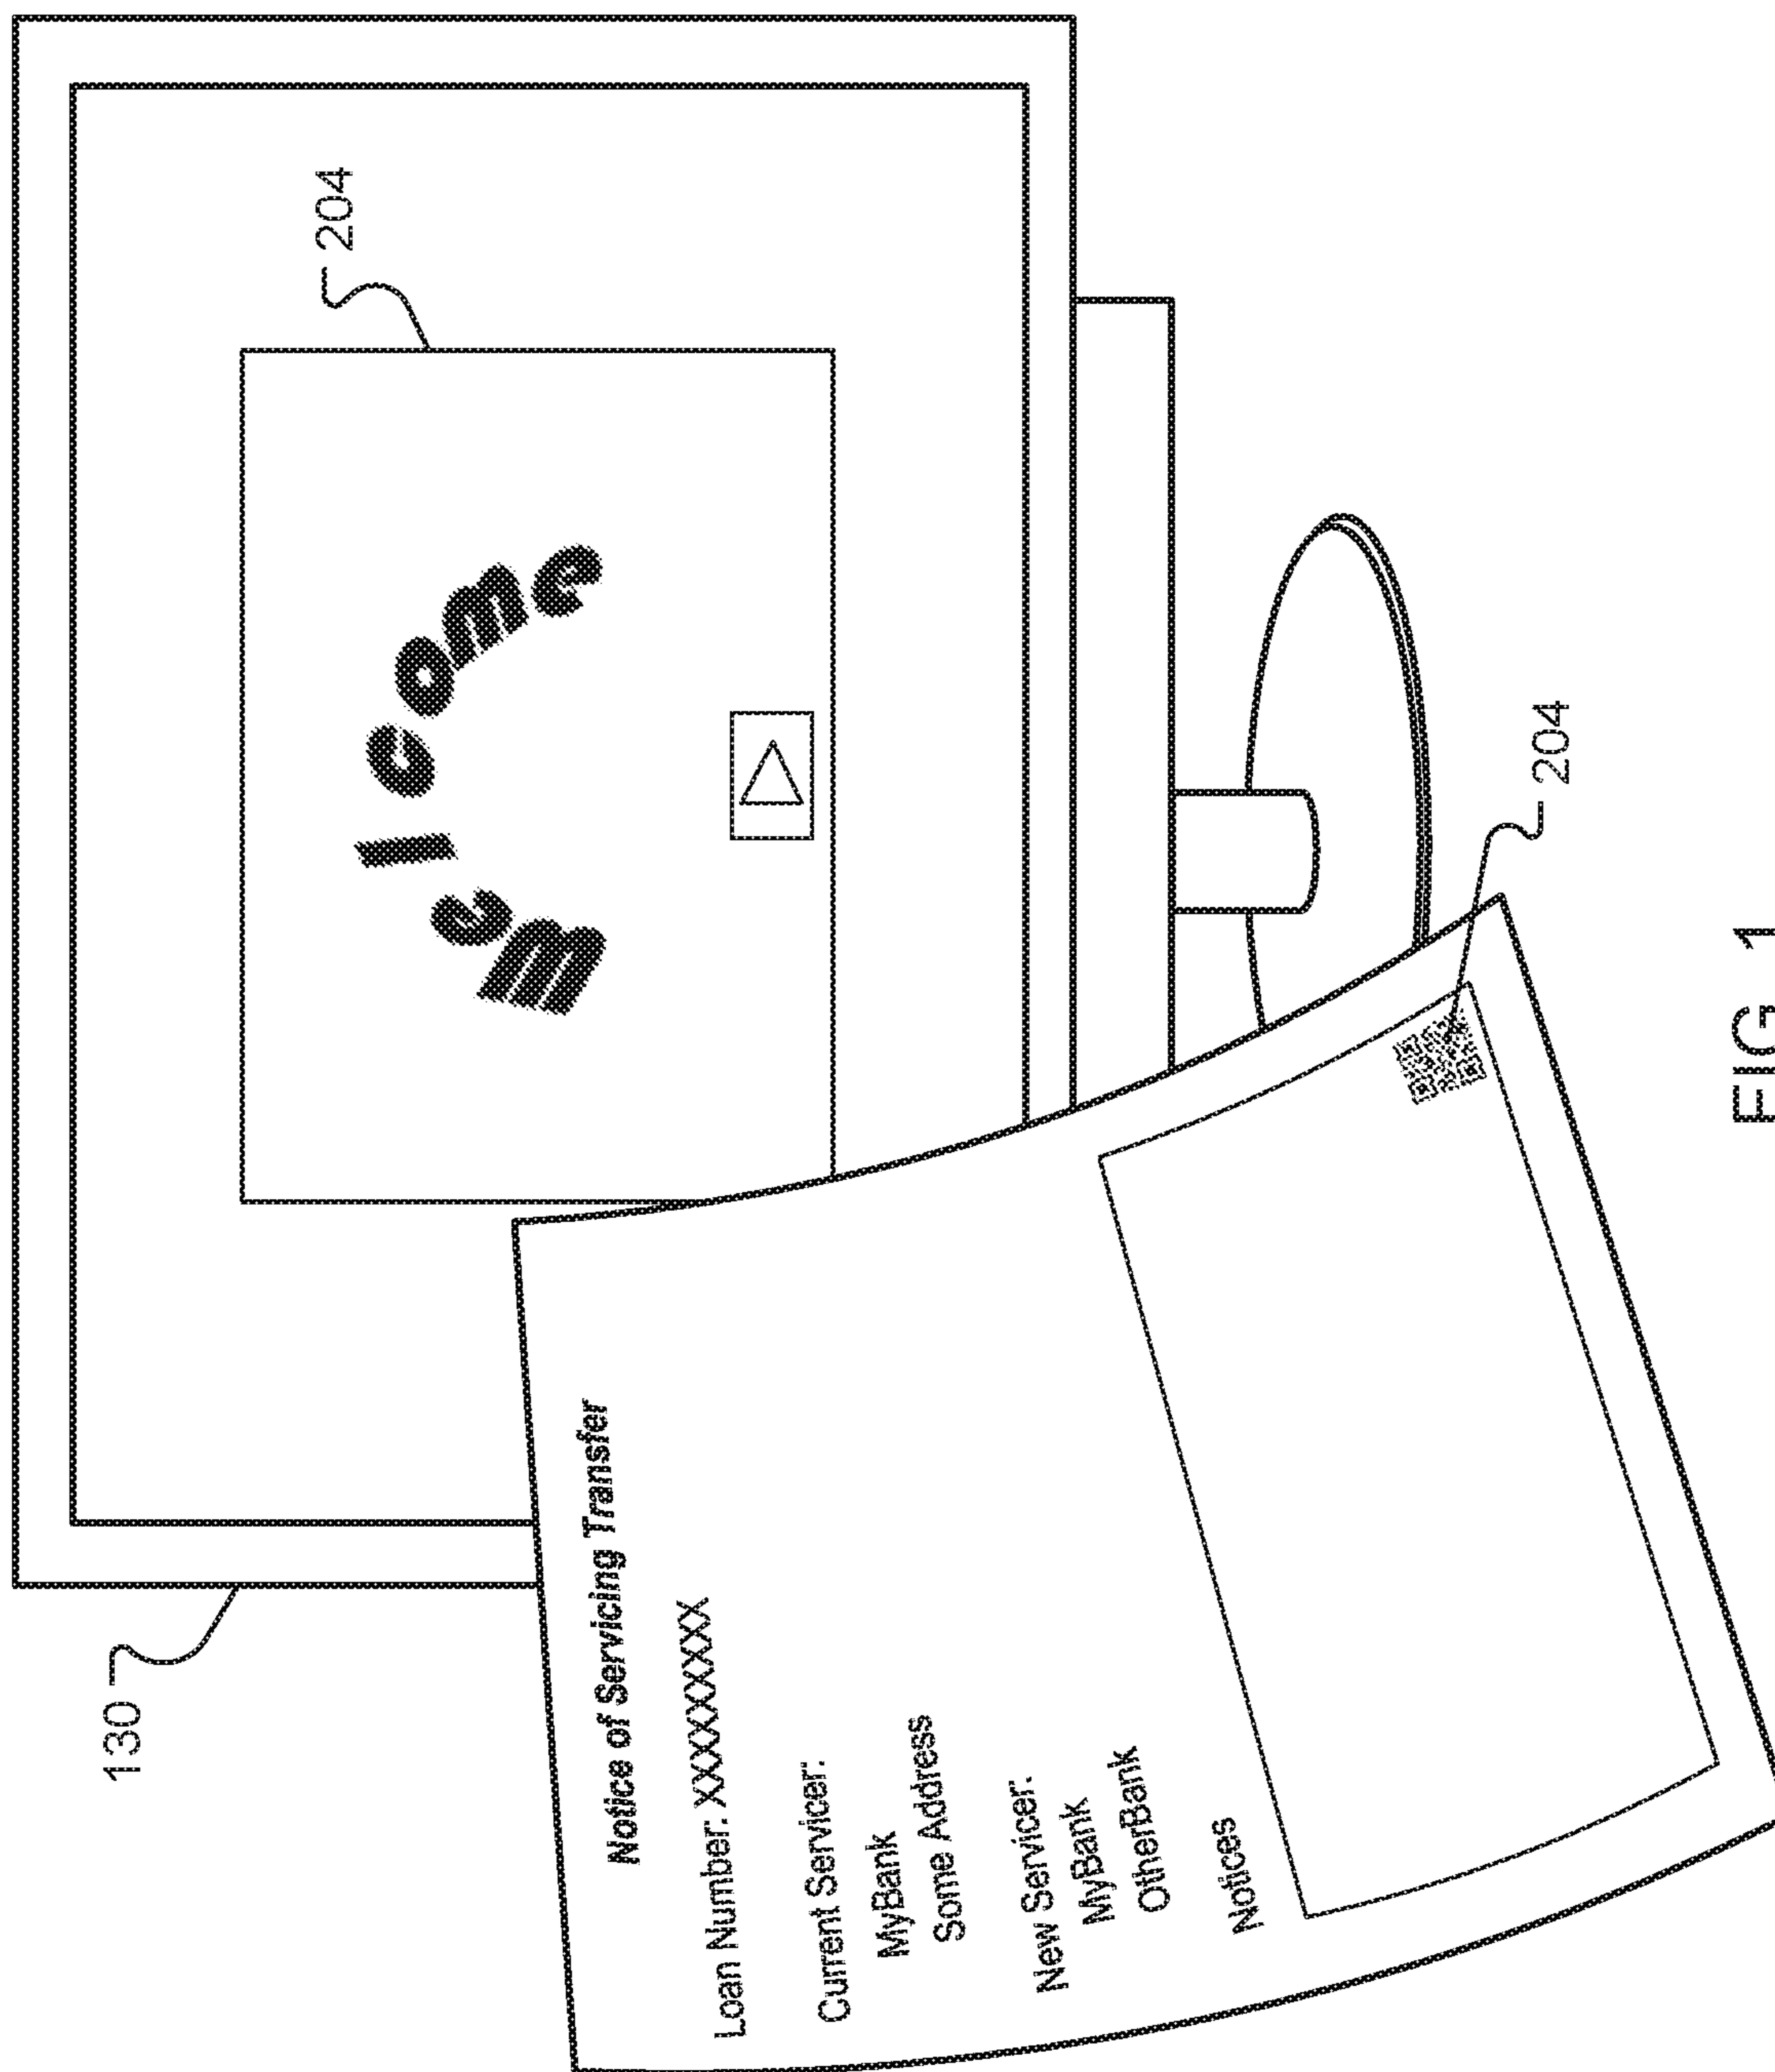 130
204
Welcome
Notice of Servicing Transfer
Loan Number: XXXXXXXX
Current Servicer:
MyBank
Some Address
New Servicer:
MyBank
OtherBank
Notices
204
FIG. 1